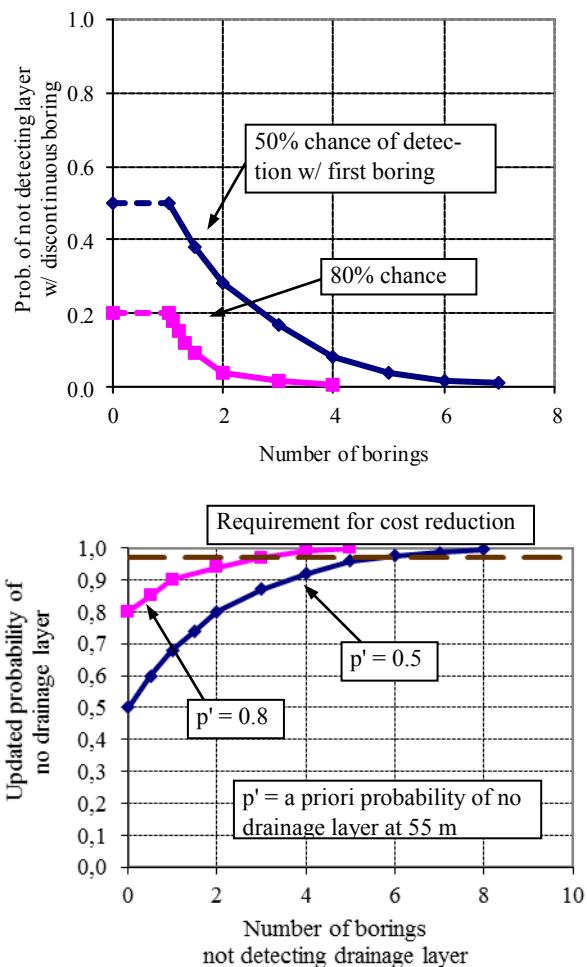 Prob. of not detecting layer
w/ discontinuous boring
1.0
0.8
0.6
0.4
0.2
0.0
50% chance of detec-
tion w/ first boring
80% chance
0
2
4
6
8
Number of borings
Requirement for cost reduction
Updated probability of
no drainage layer
1,0
0,9
0,8
0,7
0,6
0,5
0,4
0,3
0,2
0,1
0,0
p' = 0.5
p' = 0.8
p' = a priori probability of no
drainage layer at 55 m
0
2
4
6
8
10
Number of borings
not detecting drainage layer